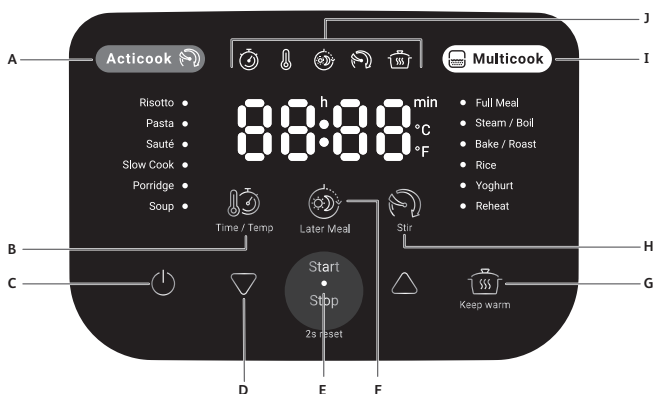 J
A
Acticook
Multicook
I
88:88
h
min
°C
°F
Risotto
Pasta
Sauté
Slow Cook
Porridge
Soup
Full Meal
Steam / Boil
Bake / Roast
Rice
Yoghurt
Reheat
B
Time / Temp
Later Meal
Stir
H
C
Start
Stop
2s reset
Keep warm
G
D
E
F